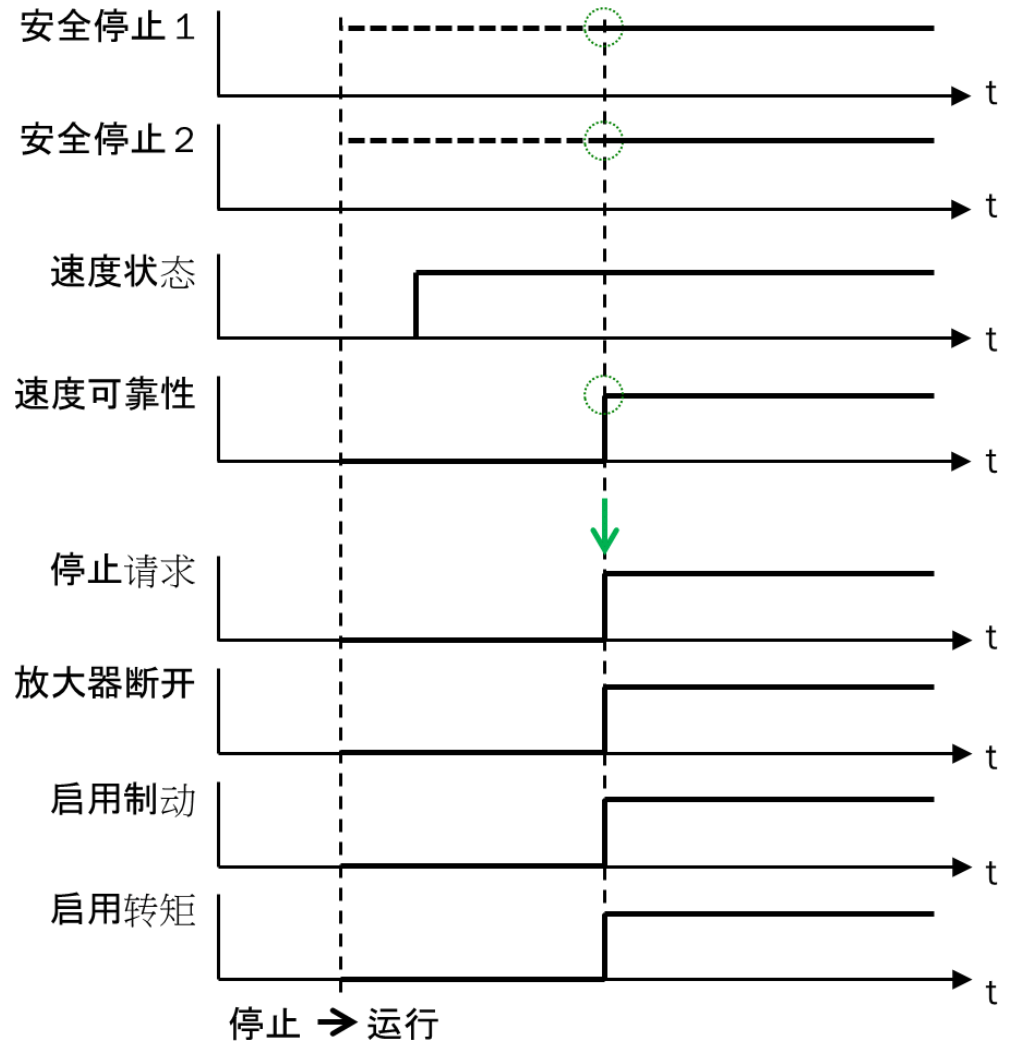 安全停止 1
t
安全停止 2
t
速度状态
t
速度可靠性
t
停止请求
t
放大器断开
t
启用制动
t
启用转矩
t
停止 → 运行